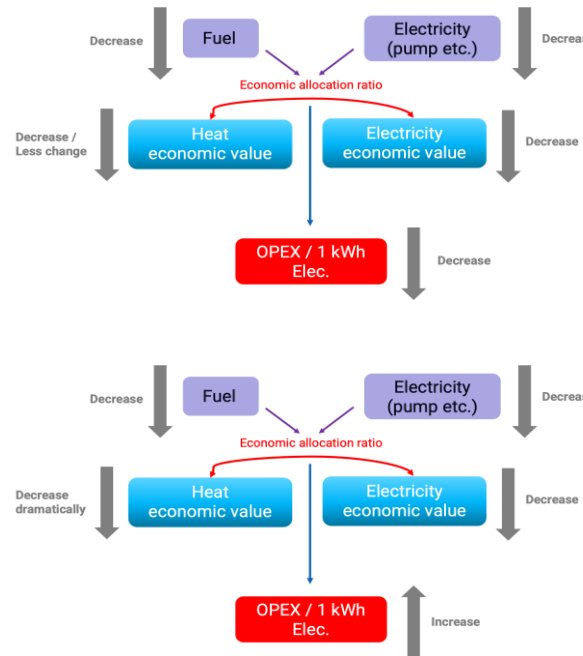 Decrease
Fuel
Electricity
(pump etc.)
Economic allocation ratio
Decrease /
Less change
Heat
economic value
Electricity
economic value
Decrease
OPEX / 1 kWh
Elec.
Decrease
Decrease
Fuel
Electricity
(pump etc.)
Economic allocation ratio
Decrease
dramatically
Heat
economic value
Electricity
economic value
Decrease
OPEX / 1 kWh
Elec.
Increase